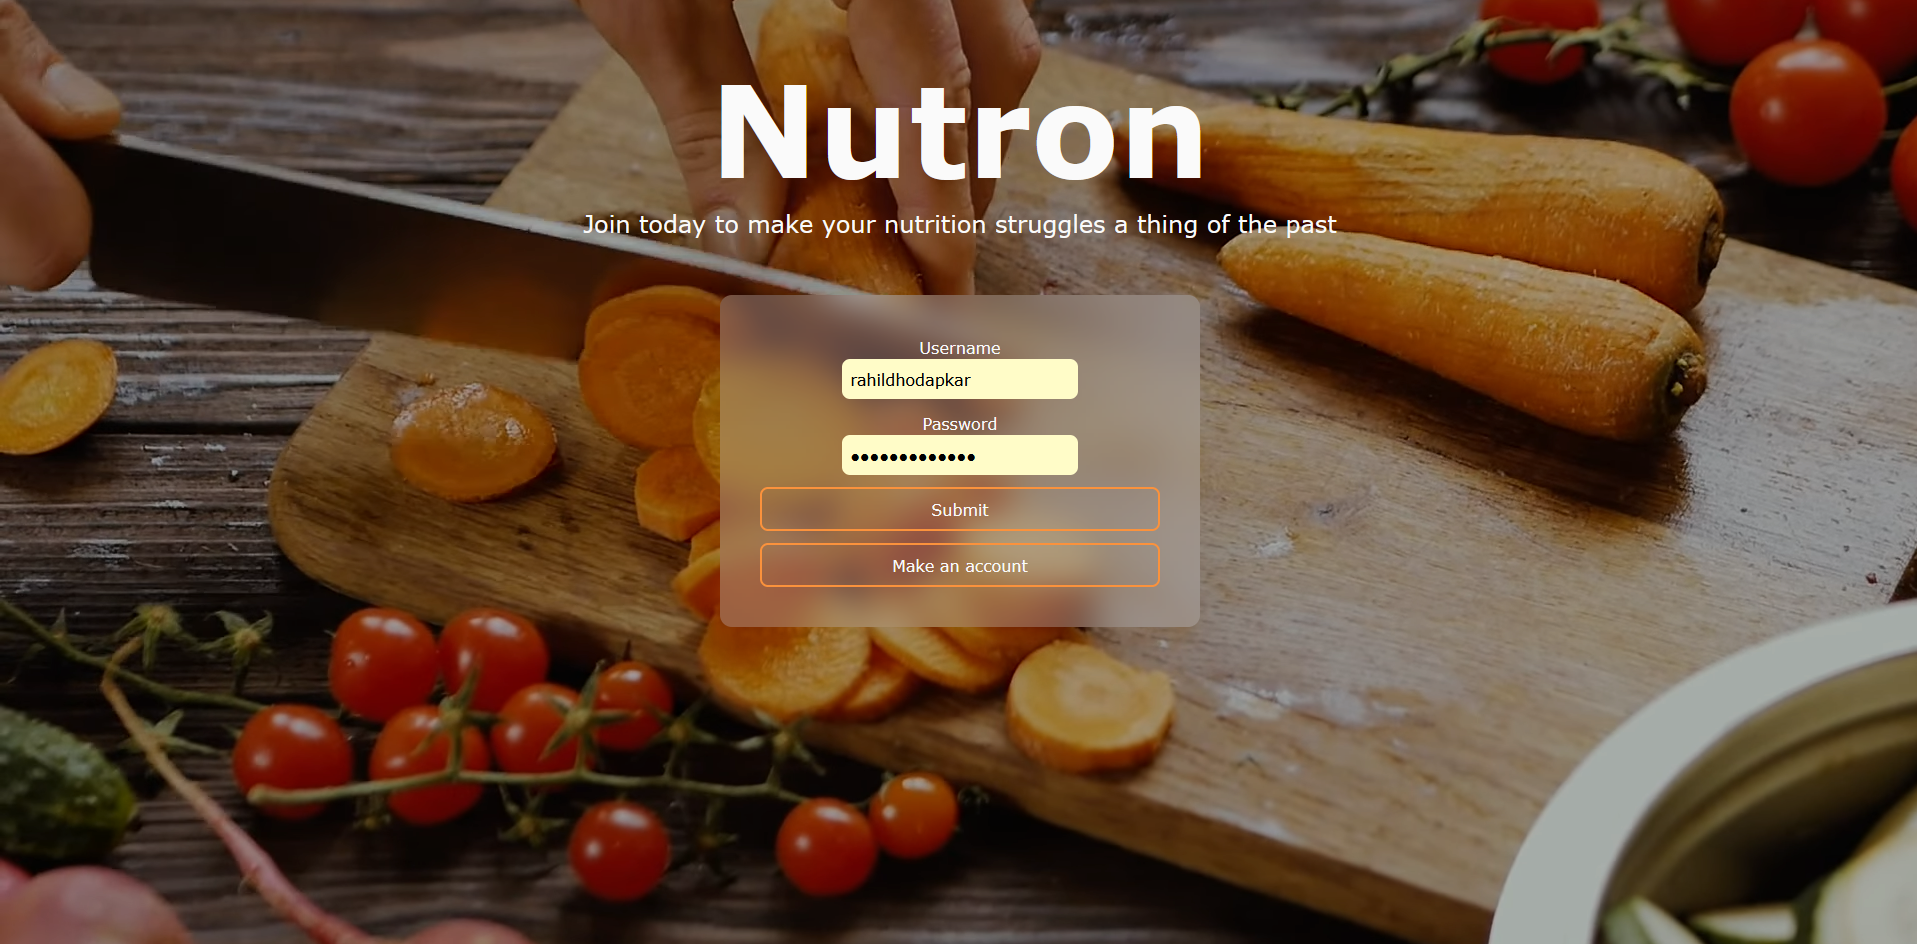 Nutron
Join today to make your nutrition struggles a thing of the past
Username
rahildhodapkar
Password
•••••••••••••
Submit
Make an account